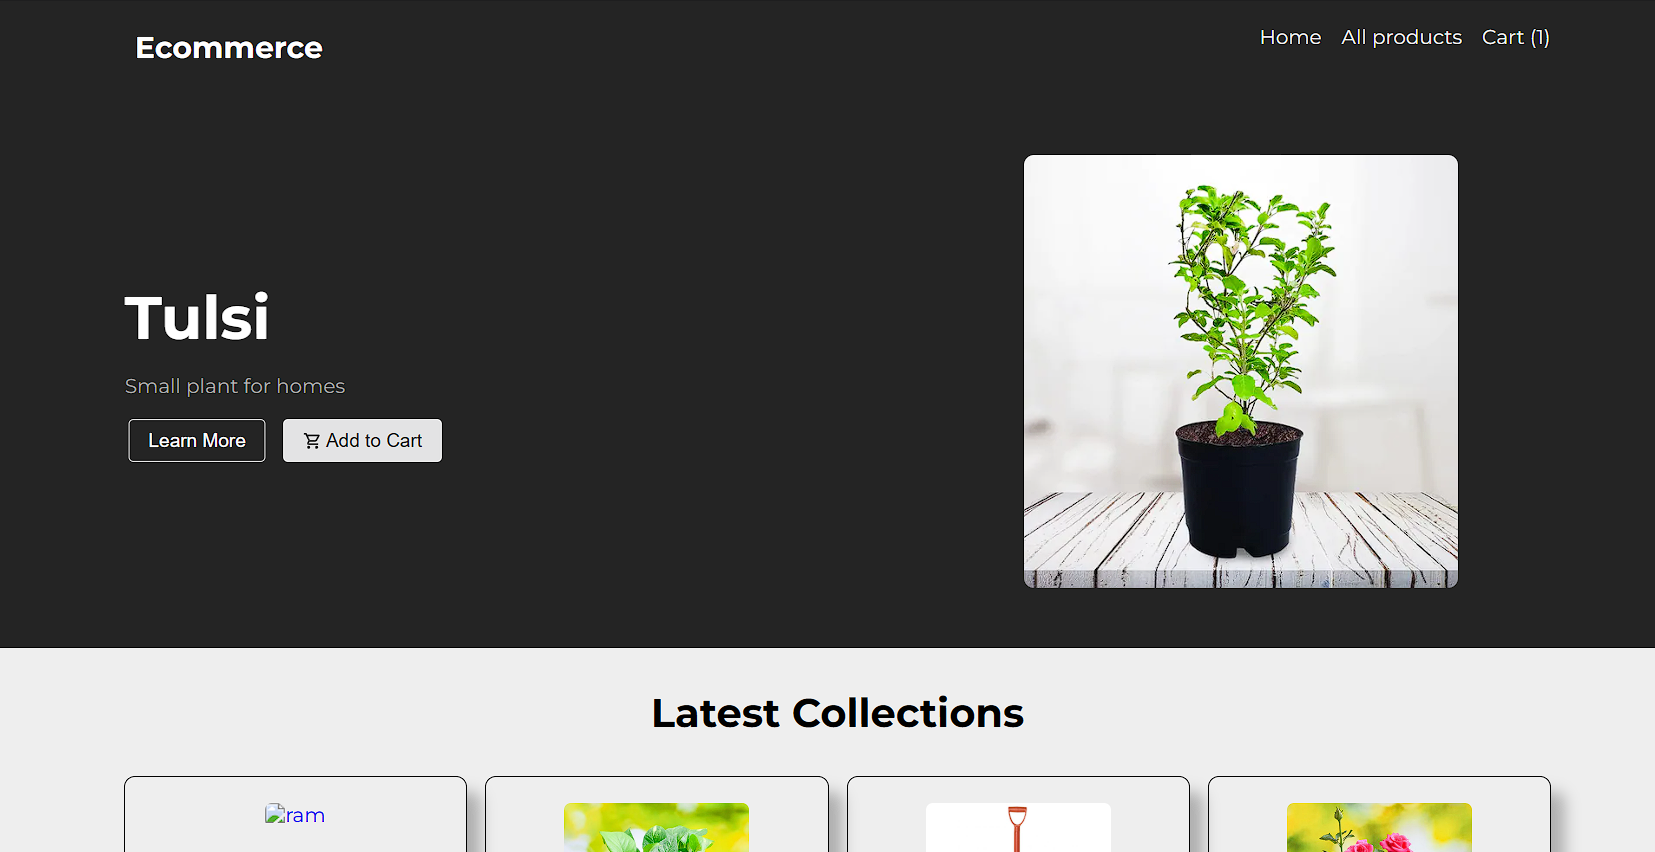 Ecommerce
Home All products Cart (1)
Tulsi
Small plant for homes
Learn More Add to Cart
Latest Collections
ram